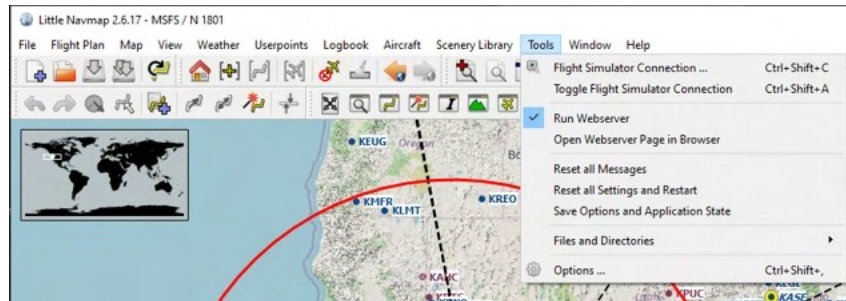 Little Navmap 2.6.17 - MSFS / N 1801
File Flight Plan Map View Weather Userpoints Logbook Aircraft Scenery Library Tools Window Help
Flight Simulator Connection ... Ctrl+Shift+C
Toggle Flight Simulator Connection Ctrl+Shift+A
Run Webserver
Open Webserver Page in Browser
Reset all Messages
Reset all Settings and Restart
Save Options and Application State
Files and Directories
Options ... Ctrl+Shift+,
KEUG Oregon
KMFR
KLMT
KREO
KPUC
KASE